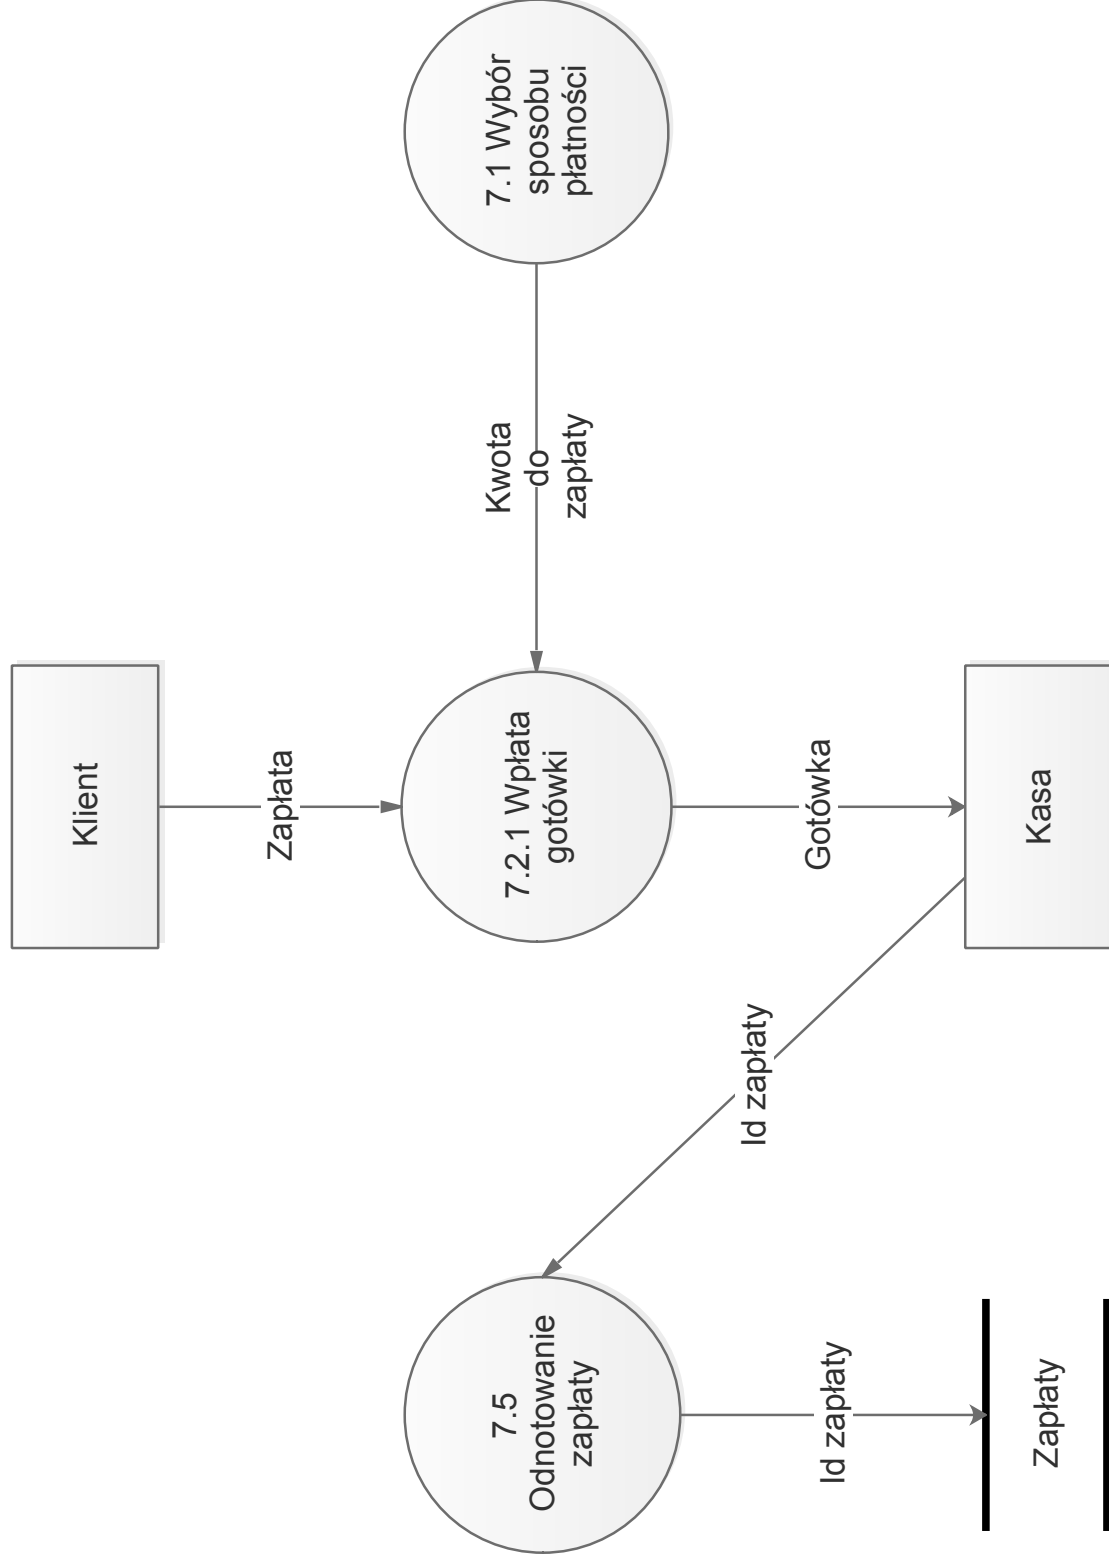 Klient
Zapłata
7.5
Odnotowanie
zapłaty
7.2.1 Wpłata
gotówki
Kwota
do
zapłaty
7.1 Wybór
sposobu
płatności
Id zapłaty
Id zapłaty
Gotówka
Zapłaty
Kasa